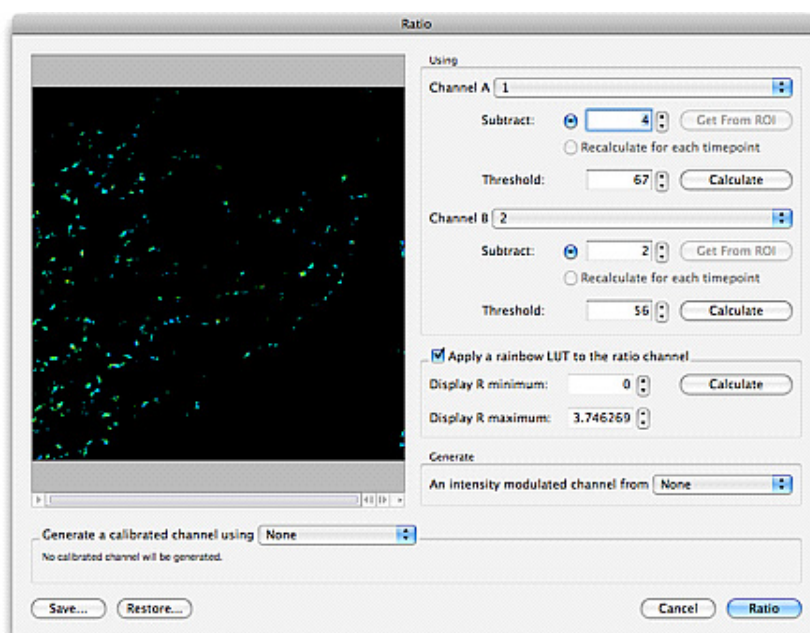 Ratio
Using
Channel A 1
Subtract: 4 Get From ROI
Recalculate for each timepoint
Threshold: 67 Calculate
Channel B 2
Subtract: 2 Get From ROI
Recalculate for each timepoint
Threshold: 56 Calculate
Apply a rainbow LUT to the ratio channel
Display R minimum: 0 Calculate
Display R maximum: 3.746269
Generate
An intensity modulated channel from None
Generate a calibrated channel using None
No calibrated channel will be generated.
Save... Restore... Cancel Ratio